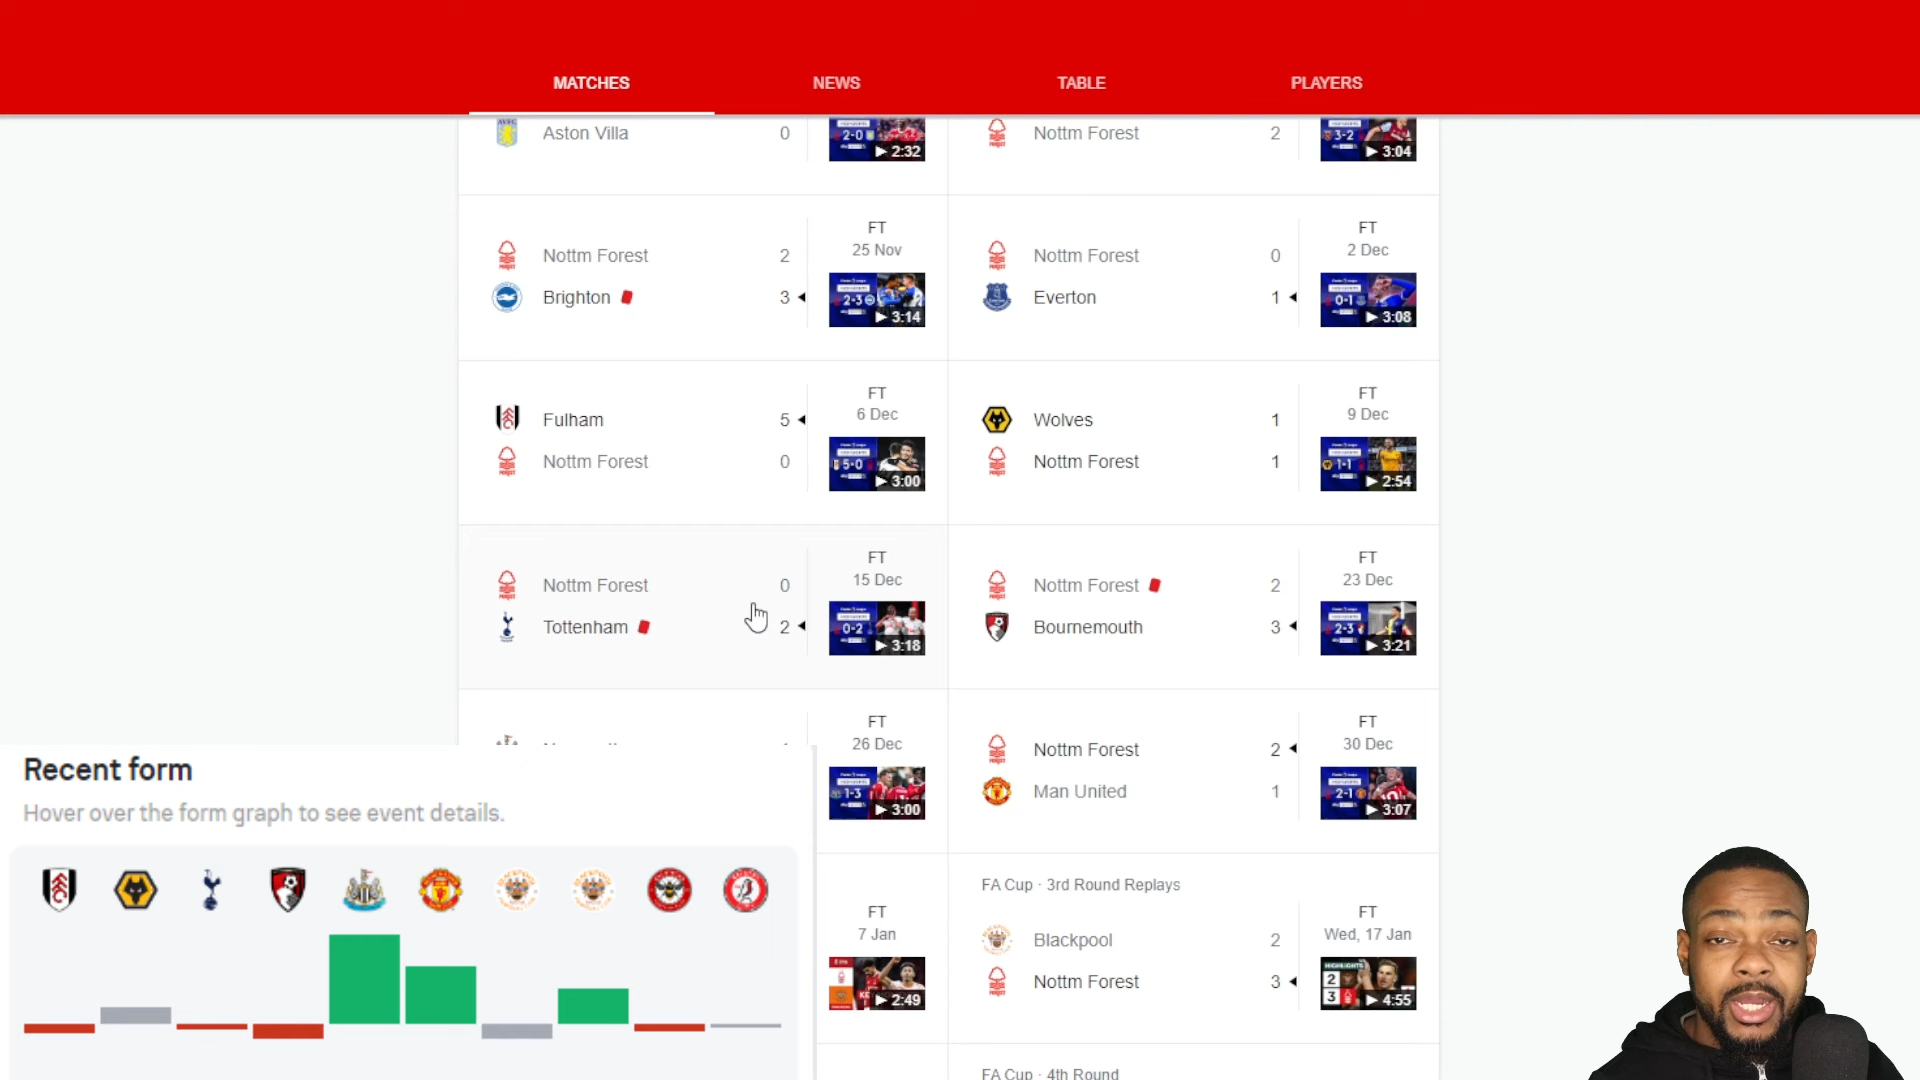 MATCHES NEWS TABLE PLAYERS
Aston Villa 0
2-0
2:32
Nottm Forest 2
3-2
3:04
Nottm Forest 2
Brighton 3
FT
25 Nov
2-3
3:14
Nottm Forest 0
Everton 1
FT
2 Dec
0-1
3:08
Fulham 5
Nottm Forest 0
FT
6 Dec
5-0
3:00
Wolves 1
Nottm Forest 1
FT
9 Dec
1-1
2:54
Nottm Forest 0
Tottenham 2
FT
15 Dec
0-2
3:18
Nottm Forest 2
Bournemouth 3
FT
23 Dec
2-3
3:21
FT
26 Dec
1-3
3:00
Nottm Forest 2
Man United 1
FT
30 Dec
2-1
3:07
Recent form
Hover over the form graph to see event details.
FT
7 Jan
2:49
FA Cup · 3rd Round Replays
Blackpool 2
Nottm Forest 3
FT
Wed, 17 Jan
HIGHLIGHTS
2
3
4:55
FA Cup · 4th Round